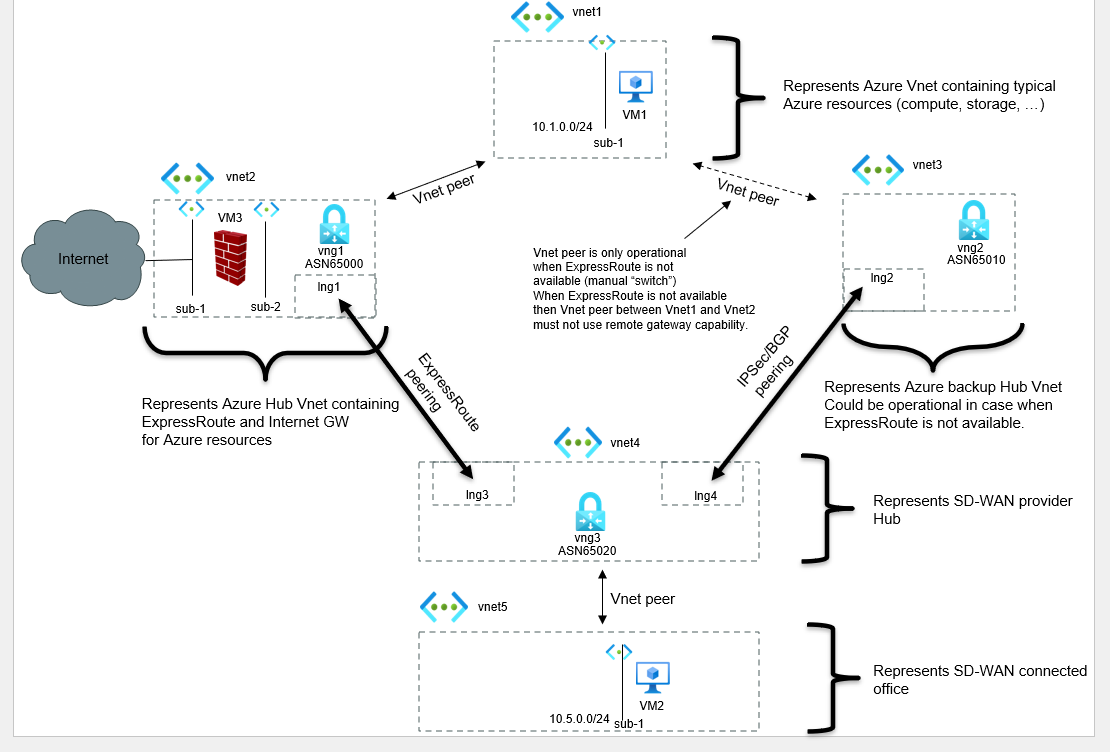 vnet1
Represents Azure Vnet containing typical
Azure resources (compute, storage, …)
VM1
10.1.0.0/24
sub-1
vnet2
Vnet peer
Vnet peer
vnet3
Internet
VM3
vng1
ASN65000
lng1
sub-1
sub-2
Vnet peer is only operational
when ExpressRoute is not
available (manual “switch”)
When ExpressRoute is not available
then Vnet peer between Vnet1 and Vnet2
must not use remote gateway capability.
vng2
ASN65010
lng2
Represents Azure Hub Vnet containing
ExpressRoute and Internet GW
for Azure resources
ExpressRoute
peering
IPSec/BGP
peering
Represents Azure backup Hub Vnet
Could be operational in case when
ExpressRoute is not available.
vnet4
lng3
lng4
vng3
ASN65020
Represents SD-WAN provider
Hub
Vnet peer
vnet5
VM2
10.5.0.0/24
sub-1
Represents SD-WAN connected
office